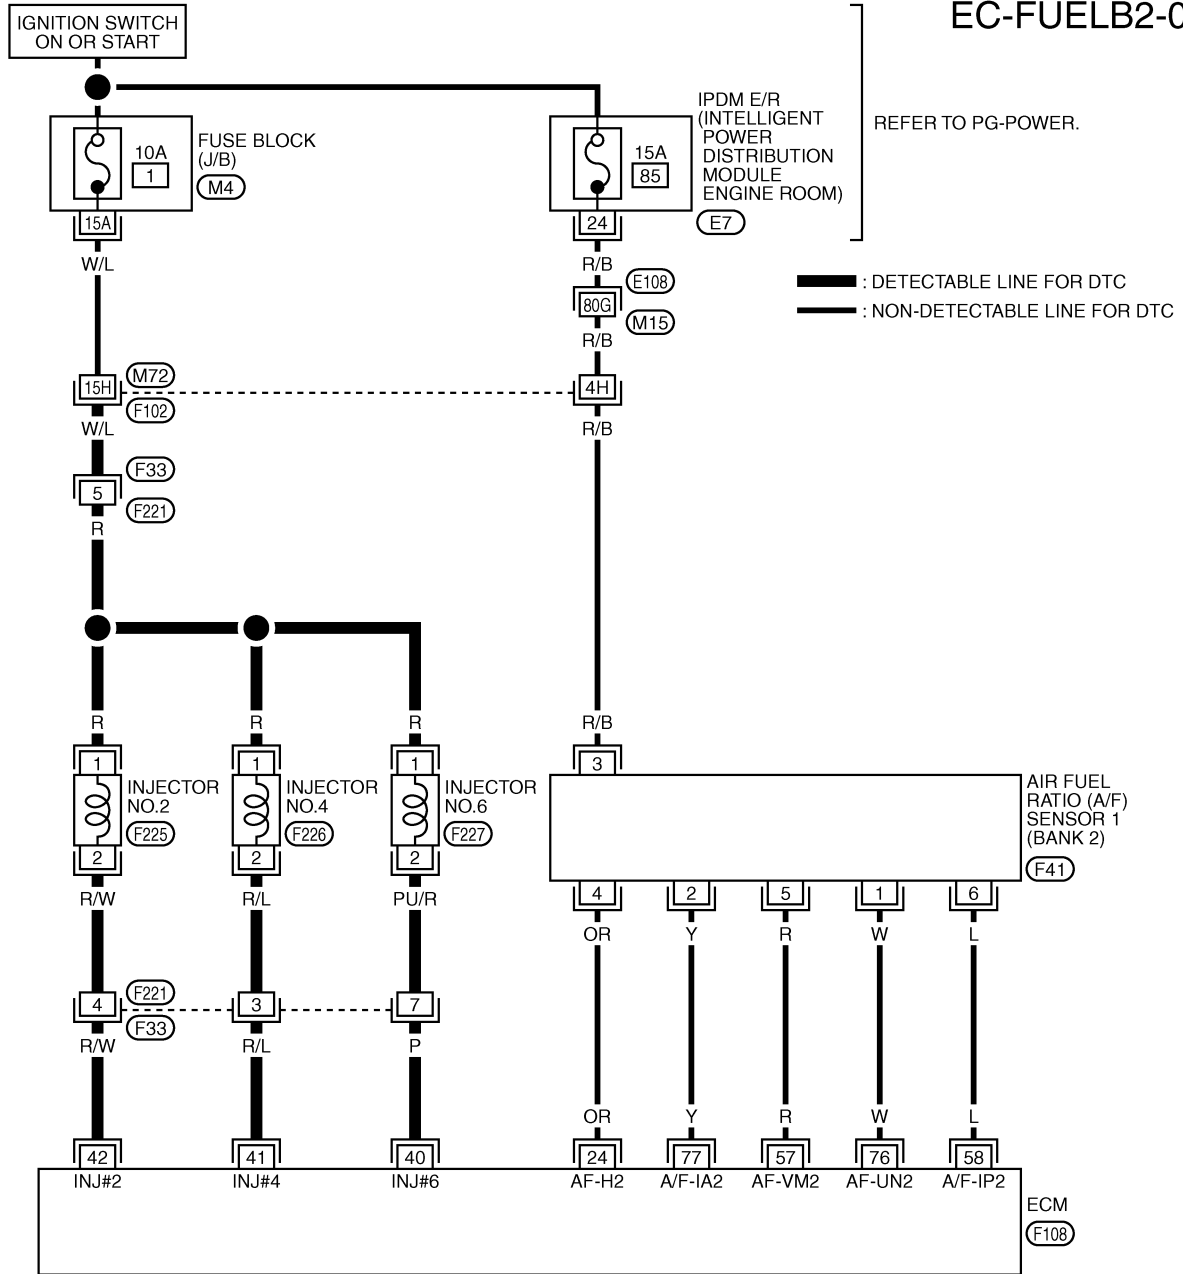 EC-FUELB2-0
IGNITION SWITCH
ON OR START
IPDM E/R
(INTELLIGENT
POWER
DISTRIBUTION
MODULE
ENGINE ROOM)
E7
REFER TO PG-POWER.
10A
1
FUSE BLOCK
(J/B)
M4
15A
85
15A
24
W/L
R/B
E108
80G
M15
R/B
: DETECTABLE LINE FOR DTC
: NON-DETECTABLE LINE FOR DTC
15H
M72
F102
4H
W/L
R/B
F33
5
F221
R
R
R
R
R/B
1
1
1
3
INJECTOR
NO.2
F225
INJECTOR
NO.4
F226
INJECTOR
NO.6
F227
AIR FUEL
RATIO (A/F)
SENSOR 1
(BANK 2)
F41
2
2
2
4
2
5
1
6
R/W
R/L
PU/R
OR
Y
R
W
L
4
F221
F33
3
7
R/W
R/L
P
OR
Y
R
W
L
42
41
40
24
77
57
76
58
INJ#2
INJ#4
INJ#6
AF-H2
A/F-IA2
AF-VM2
AF-UN2
A/F-IP2
ECM
F108